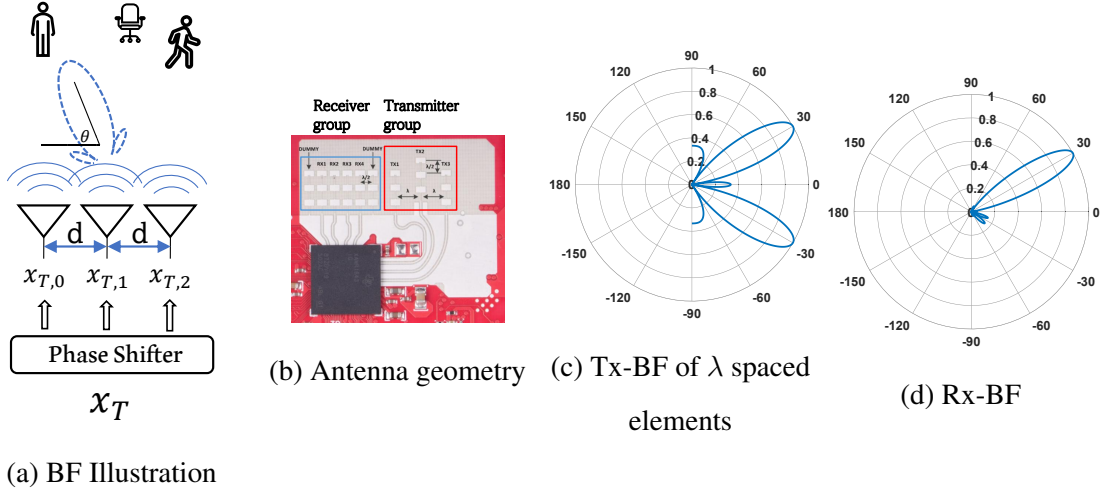 θ
d
d
x_{T,0}
x_{T,1}
x_{T,2}
Phase Shifter
x_T
(a) BF Illustration
Receiver
group
Transmitter
group
DUMMY
DUMMY
RX1
RX2
RX3
RX4
λ/2
TX1
TX2
TX3
λ/2
λ
λ
(b) Antenna geometry
90
120
60
150
30
180
0
-150
-30
-120
-60
-90
1
0.8
0.6
0.4
0.2
0
(c) Tx-BF of λ spaced
elements
90
120
60
150
30
180
0
-150
-30
-120
-60
-90
1
0.8
0.6
0.4
0.2
0
(d) Rx-BF